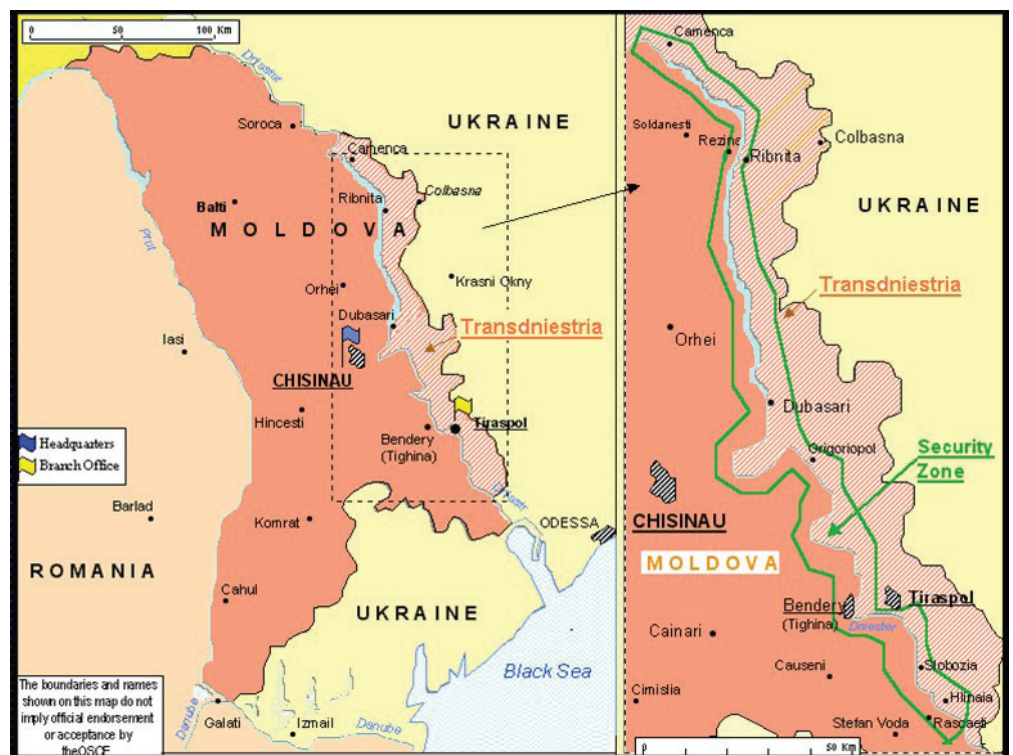 0 50 100 Km
Dniester
UKRAINE
Soroca
Camenca
Ribnita
Colbasna
Balti
MOLDOVA
Prut
Krasni Okny
Orhei
Dubasari
Transdniestria
Iasi
CHISINAU
Hincesti
Tiraspol
Bendery
(Tighina)
Headquarters
Branch Office
Barlad
Komrat
ODESSA
ROMANIA
Cahul
UKRAINE
Black Sea
The boundaries and names
shown on this map do not
imply official endorsement
or acceptance by
theOSCE
Danube
Galati
Izmail
Danube
Camenca
Soldanesti
Rezina
Ribnita
Colbasna
UKRAINE
Transdniestria
Orhei
Dubasari
Grigoriopol
Security
Zone
CHISINAU
MOLDOVA
Bendery
(Tighina)
Tiraspol
Dniester
Cainari
Causeni
Slobozia
Cimislia
Hlinaia
Stefan Voda
Rascaeti
0 50 Km